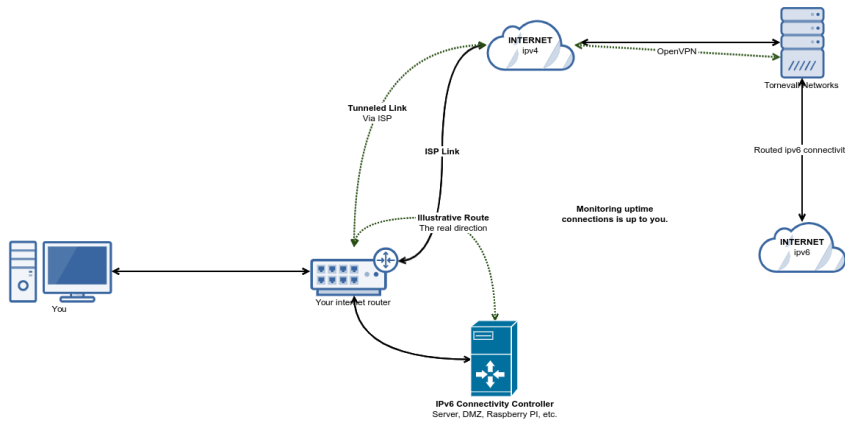 INTERNET
ipv4
OpenVPN
Tornevall Networks
Tunneled Link
Via ISP
ISP Link
Routed ipv6 connectivit
Illustrative Route
The real direction
Monitoring uptime
connections is up to you.
INTERNET
ipv6
Your internet router
You
IPv6 Connectivity Controller
Server, DMZ, Raspberry PI, etc.